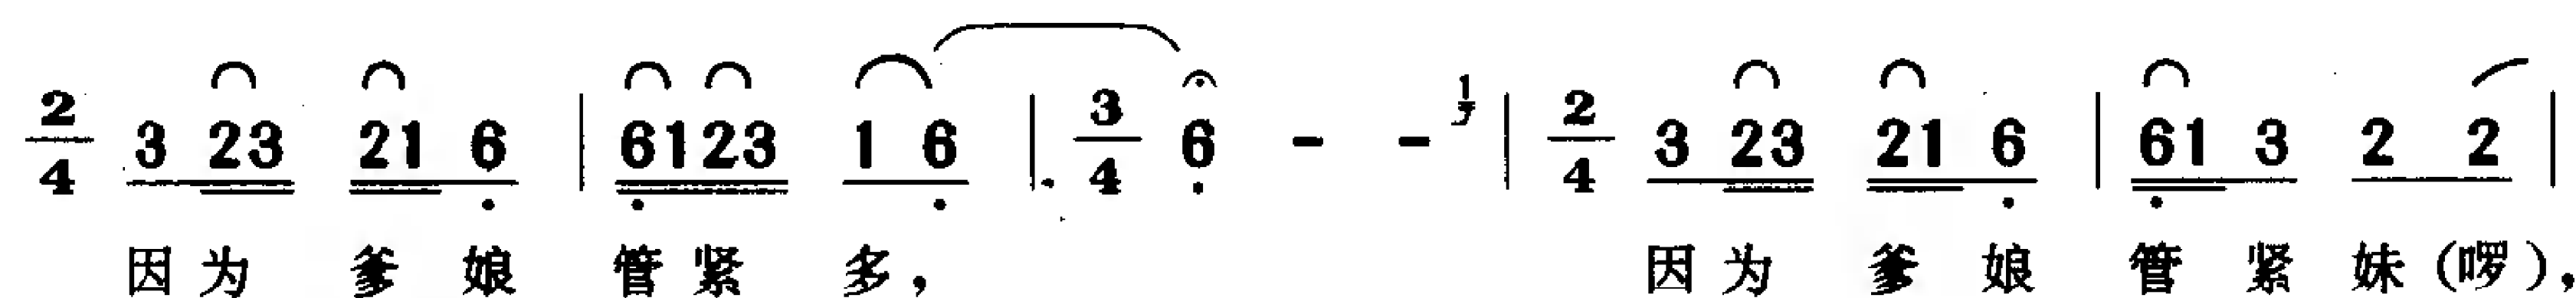 2/4 3 23 21 6 | 6123 1 6 | 3/4 6 - - 1 | 2/4 3 23 21 6 | 61 3 2 2 |
因为 爹 娘 管紧 多， 因为 爹 娘 管 紧 妹（啰），